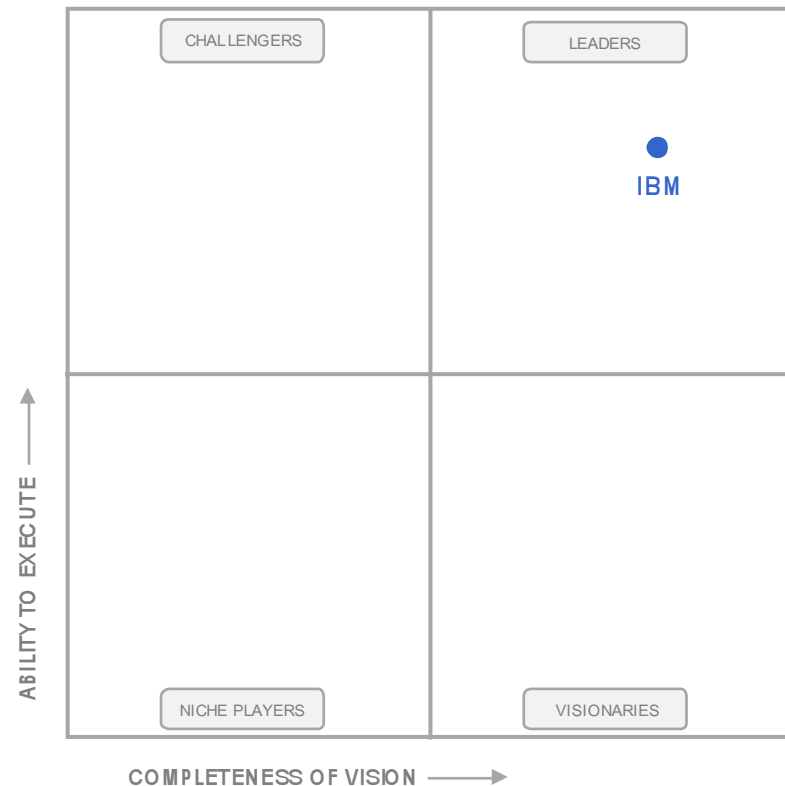 CHALLENGERS
LEADERS
IBM
ABILITY TO EXECUTE
NICHE PLAYERS
VISIONARIES
COMPLETENESS OF VISION